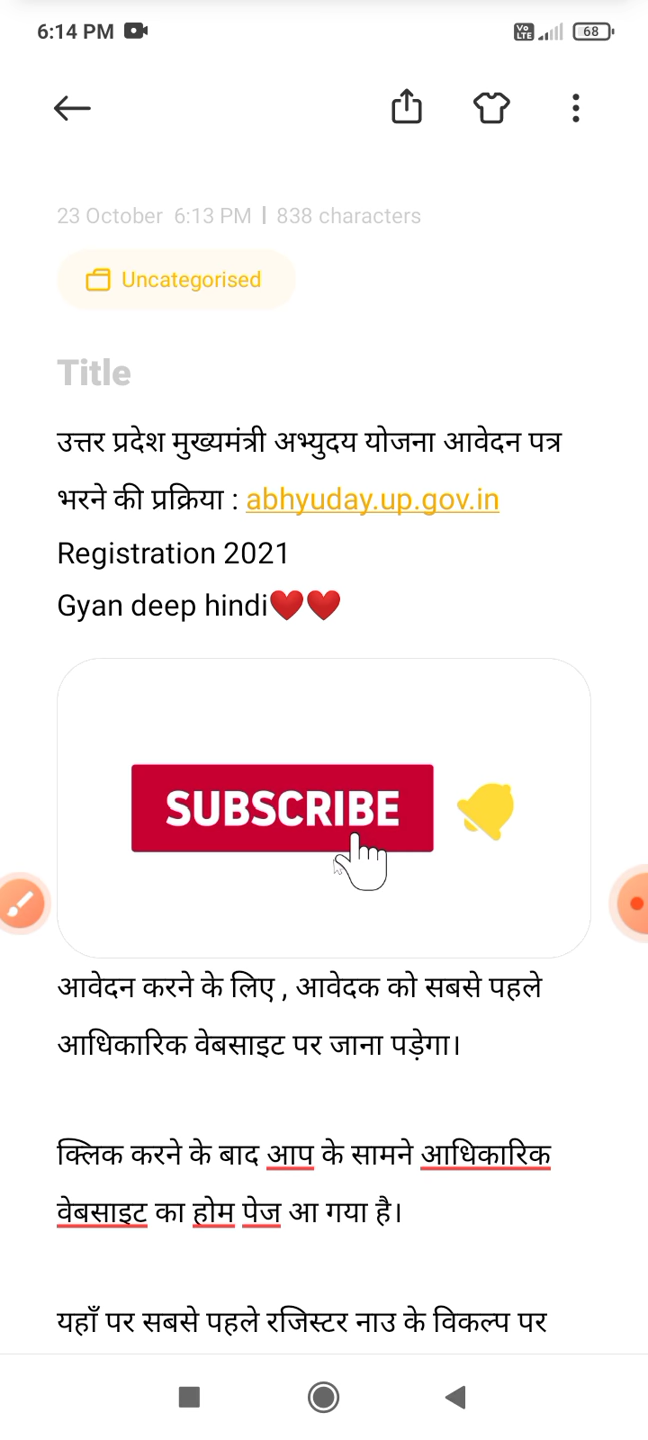 6:14 PM
Vo LTE 68
23 October 6:13 PM | 838 characters
Uncategorised
Title
उत्तर प्रदेश मुख्यमंत्री अभ्युदय योजना आवेदन पत्र
भरने की प्रक्रिया : abhyuday.up.gov.in
Registration 2021
Gyan deep hindi❤️❤️
SUBSCRIBE
आवेदन करने के लिए , आवेदक को सबसे पहले
आधिकारिक वेबसाइट पर जाना पड़ेगा।
क्लिक करने के बाद आप के सामने आधिकारिक
वेबसाइट का होम पेज आ गया है।
यहाँ पर सबसे पहले रजिस्टर नाउ के विकल्प पर